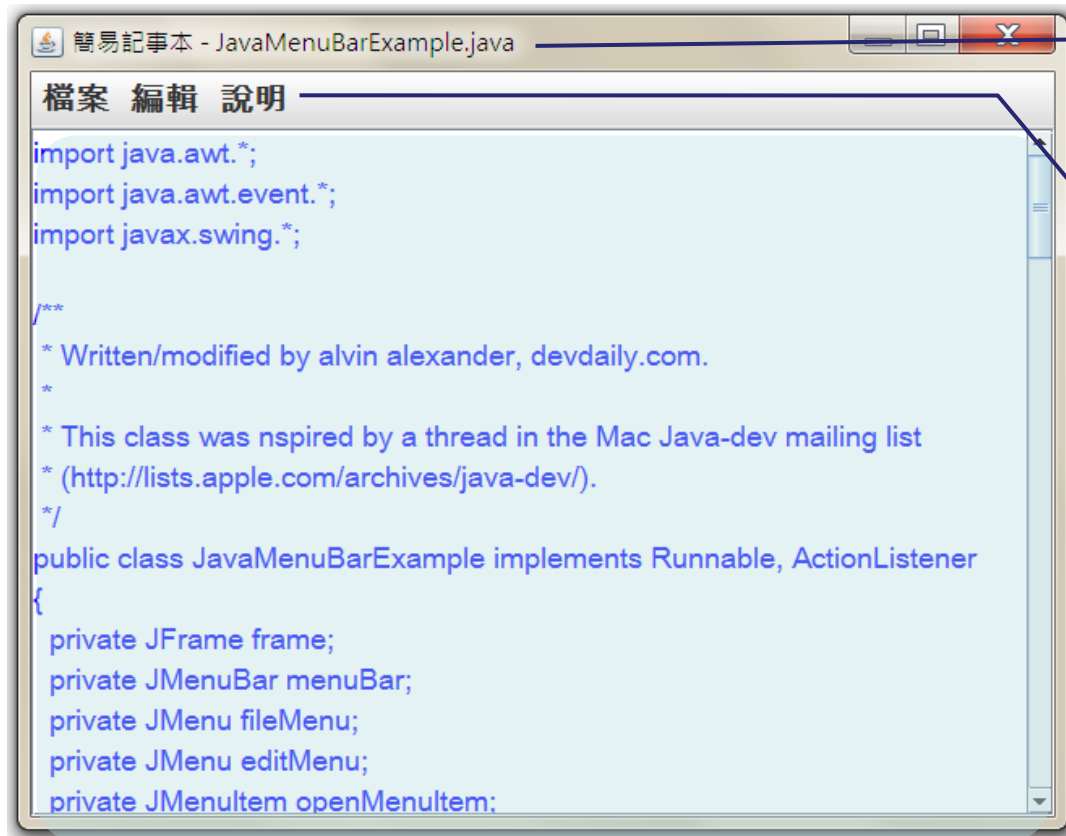 簡易記事本 - JavaMenuBarExample.java
檔案 編輯 說明
import java.awt.*;
import java.awt.event.*;
import javax.swing.*;
/**
* Written/modified by alvin alexander, devdaily.com.
*
* This class was nspired by a thread in the Mac Java-dev mailing list
* (http://lists.apple.com/archives/java-dev/).
*/
public class JavaMenuBarExample implements Runnable, ActionListener
{
private JFrame frame;
private JMenuBar menuBar;
private JMenu fileMenu;
private JMenu editMenu;
private JMenuItem openMenuItem;